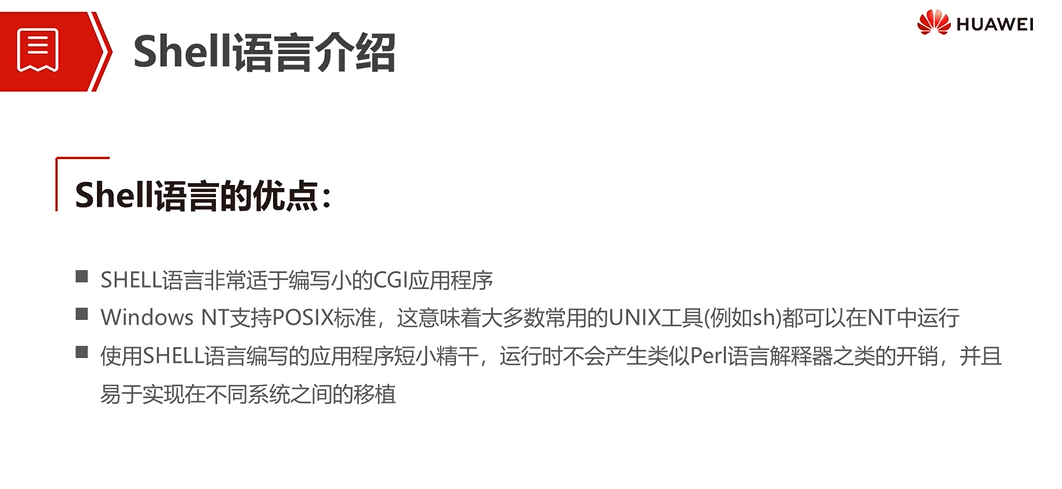 Shell语言介绍
HUAWEI
Shell语言的优点：
SHELL语言非常适于编写小的CGI应用程序
Windows NT支持POSIX标准，这意味着大多数常用的UNIX工具(例如sh)都可以在NT中运行
使用SHELL语言编写的应用程序短小精干，运行时不会产生类似Perl语言解释器之类的开销，并且
易于实现在不同系统之间的移植